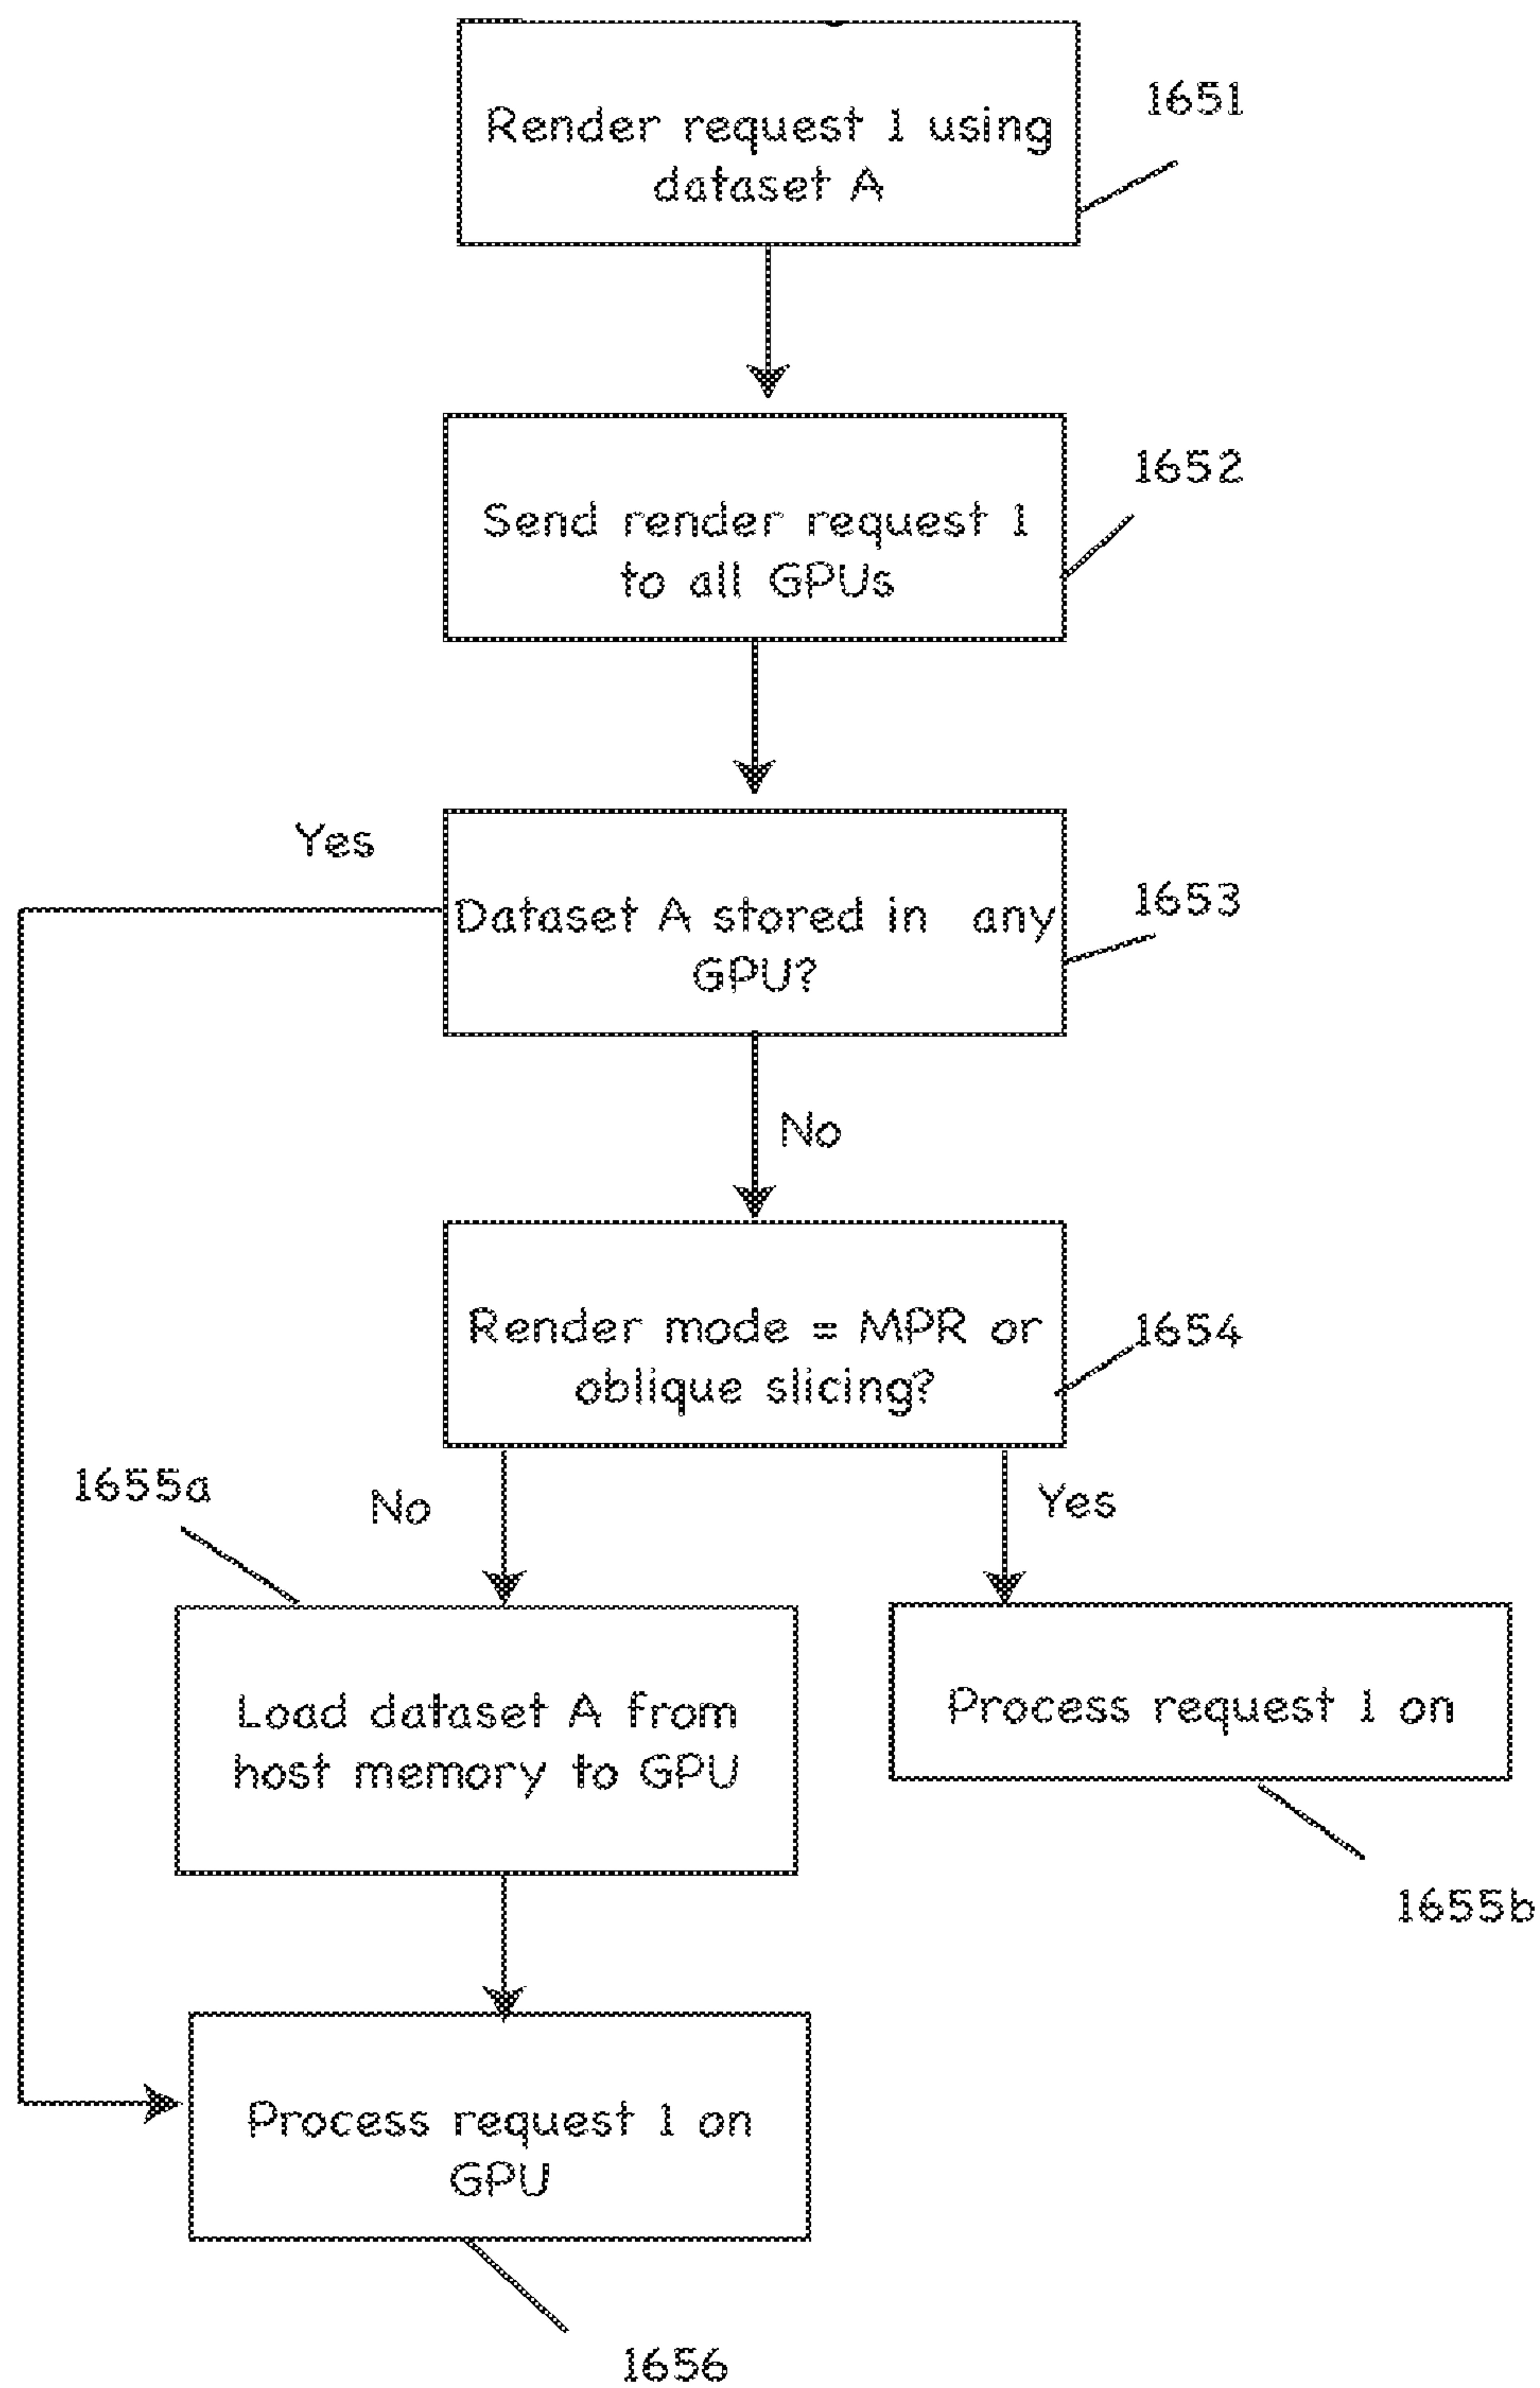 Render request 1 using
dataset A
1651
Send render request 1
to all GPUs
1652
Yes
Dataset A stored in any
GPU?
1653
No
Render mode = MPR or
oblique slicing?
1654
1655a
No
Yes
Load dataset A from
host memory to GPU
Process request 1 on
1655b
Process request 1 on
GPU
1656